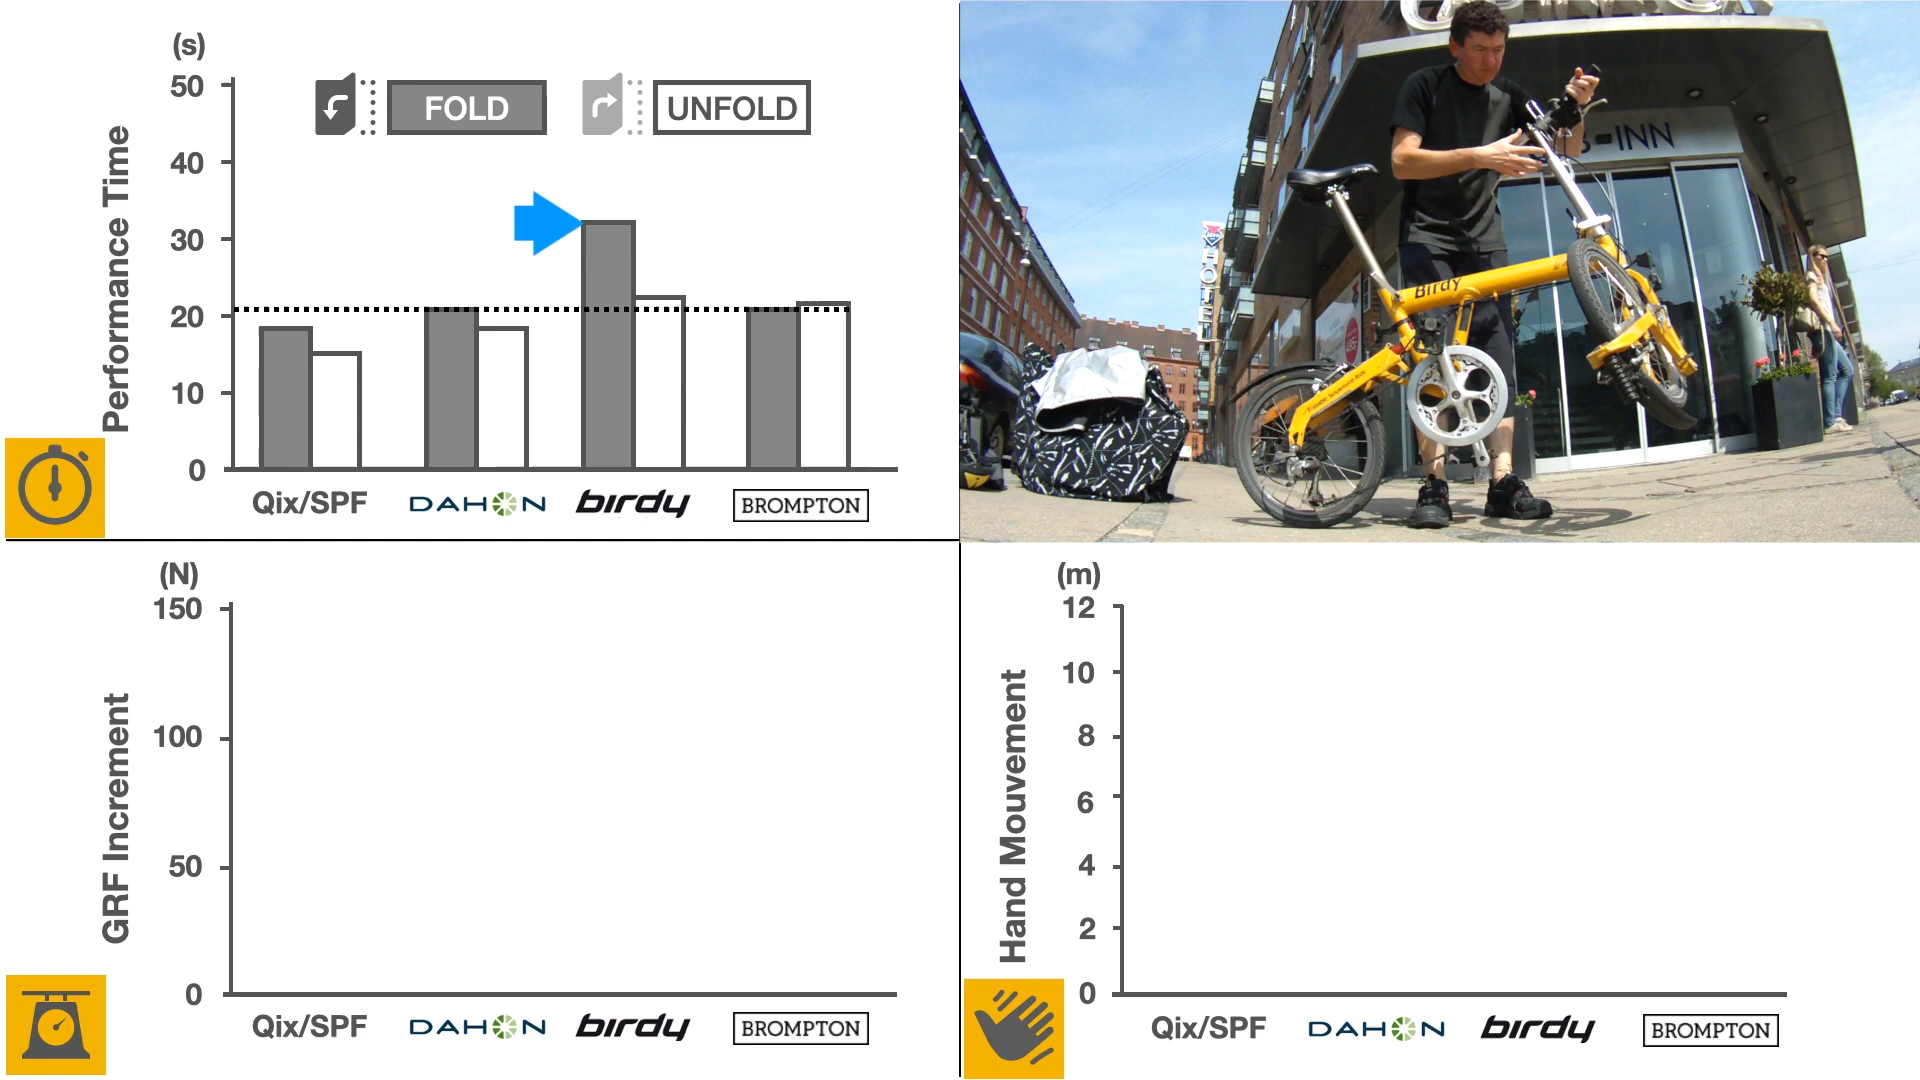 (s)
50
FOLD
UNFOLD
40
30
20
10
0
Performance Time
Qix/SPF
DAHON
birdy
BROMPTON
INN
HOTEL
Birdy
(N)
150
100
50
0
GRF Increment
Qix/SPF
DAHON
birdy
BROMPTON
(m)
12
10
8
6
4
2
0
Hand Mouvement
Qix/SPF
DAHON
birdy
BROMPTON